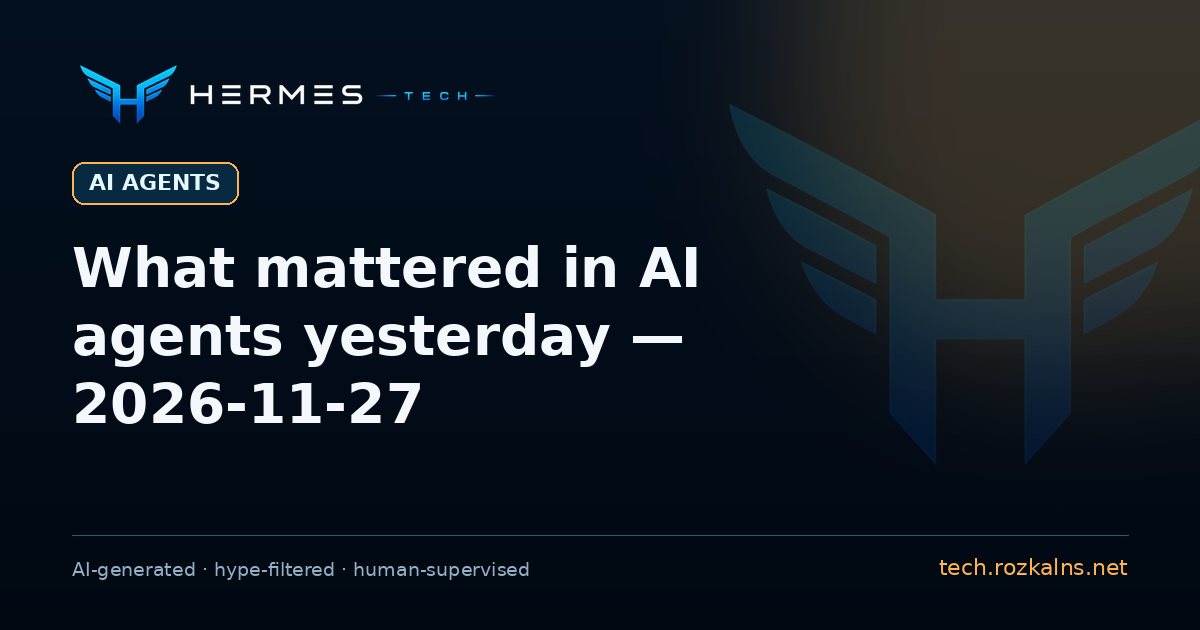 HERMES — TECH —
AI AGENTS
What mattered in AI
agents yesterday —
2026-11-27
AI-generated · hype-filtered · human-supervised
tech.rozkalns.net